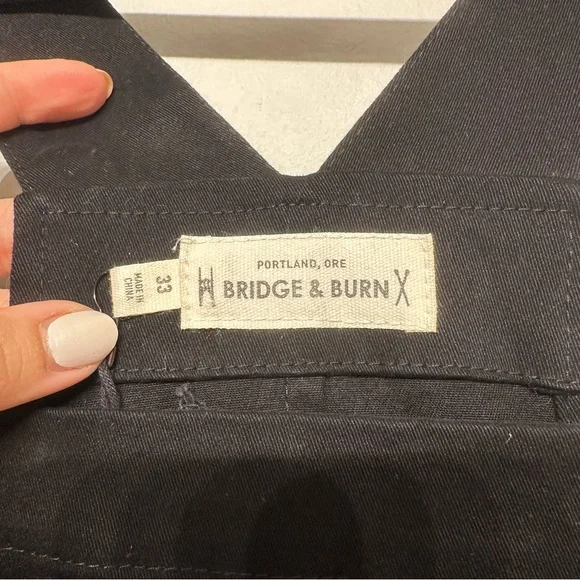 PORTLAND, ORE
BRIDGE & BURN
33
MADE IN
CHINA